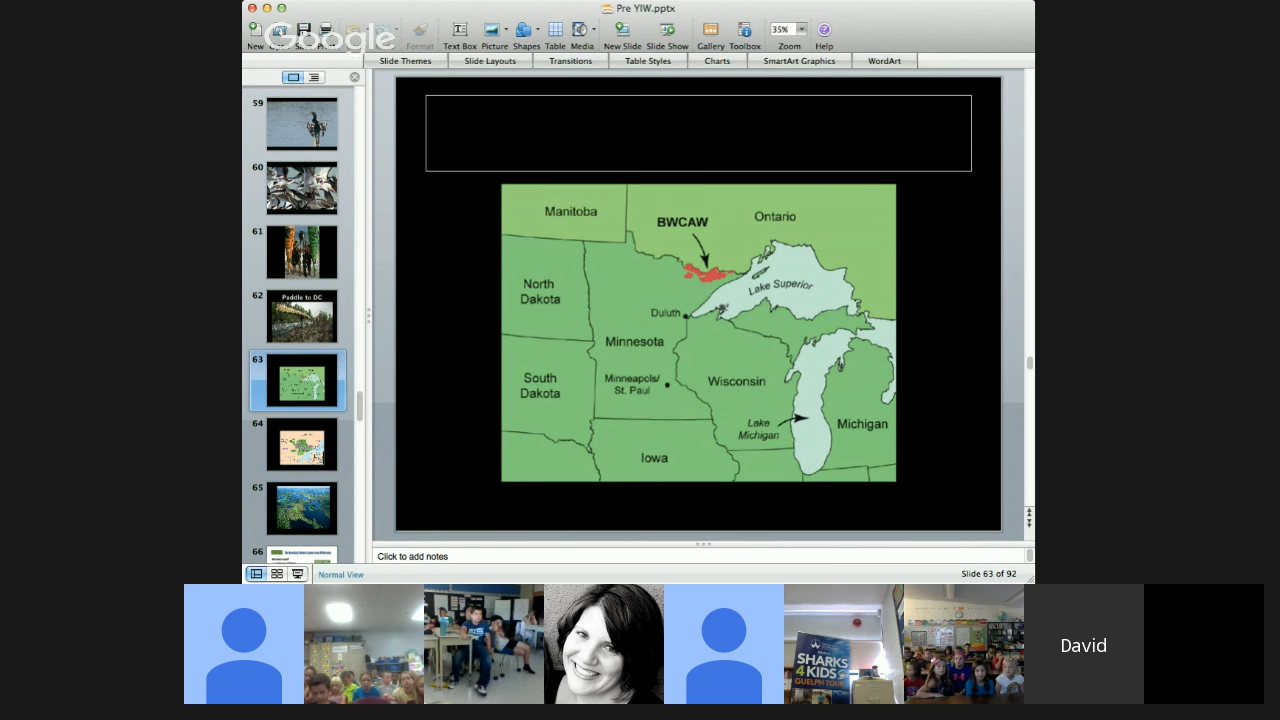 Pre YIW.pptx
Google
New
Format
Text Box
Picture
Shapes
Table
Media
New Slide
Slide Show
Gallery
Toolbox
35%
Zoom
Help
Slide Themes
Slide Layouts
Transitions
Table Styles
Charts
SmartArt Graphics
WordArt
59
60
61
62
Paddle to DC
63
64
65
66
Manitoba
BWCAW
Ontario
North
Dakota
Lake Superior
Duluth
Minnesota
South
Dakota
Minneapols/
St. Paul
Wisconsin
Lake
Michigan
Michigan
Iowa
Click to add notes
Normal View
Slide 63 of 92
SHARKS
4 KIDS
GUELPH TOUR
David